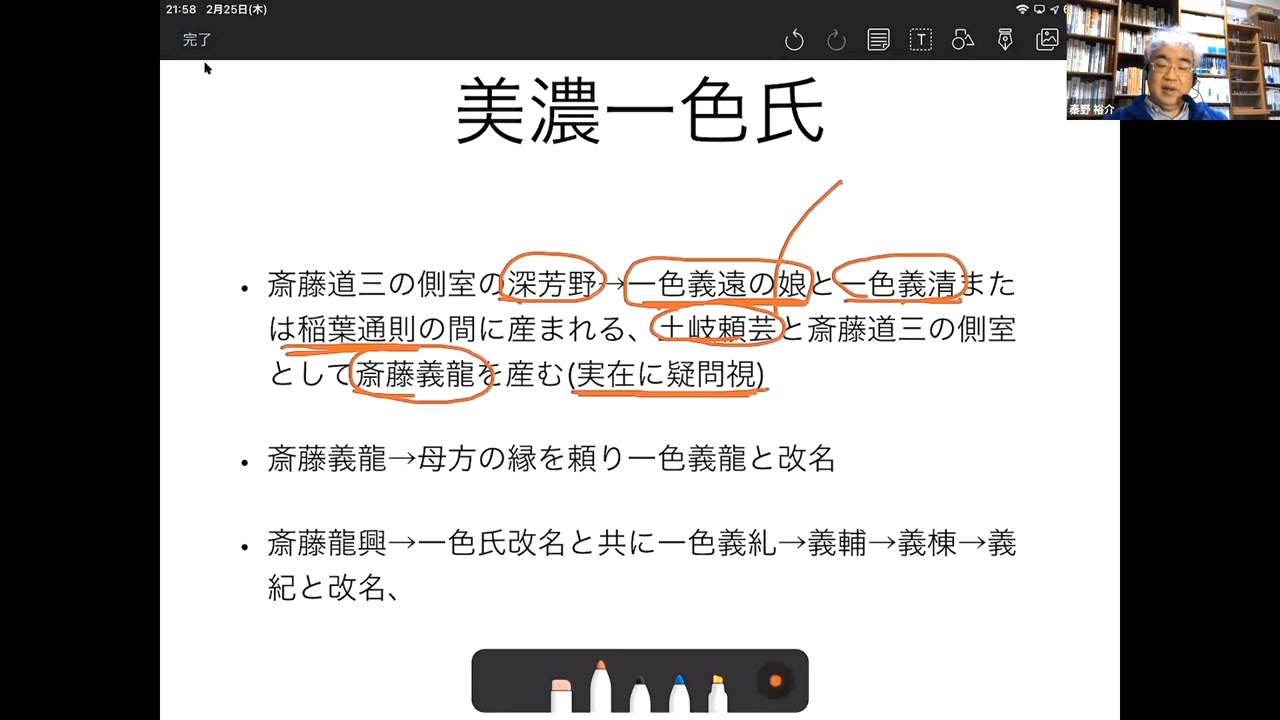 21:58 2月25日(木)
完了
秦野 裕介
美濃一色氏
• 斎藤道三の側室の深芳野→一色義遠の娘と一色義清また
は稲葉通則の間に産まれる、土岐頼芸と斎藤道三の側室
として斎藤義龍を産む(実在に疑問視)
• 斎藤義龍→母方の縁を頼り一色義龍と改名
• 斎藤龍興→一色氏改名と共に一色義糺→義輔→義棟→義
紀と改名、